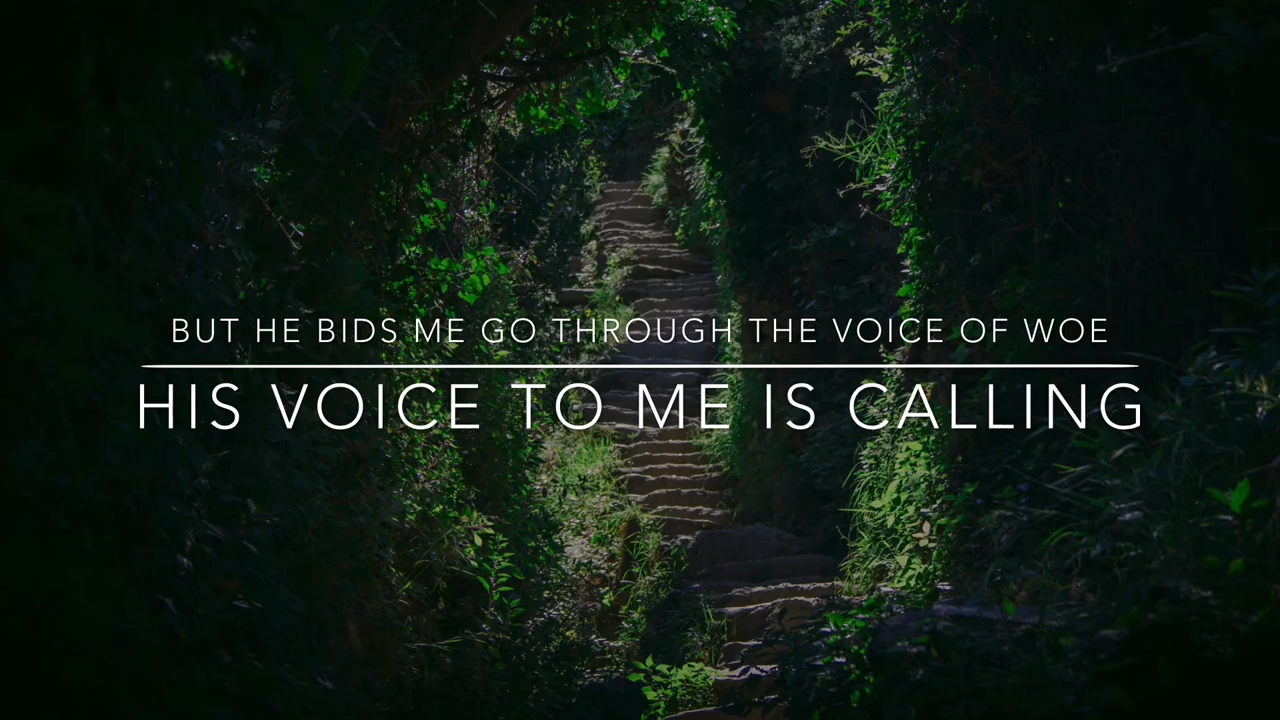 BUT HE BIDS ME GO THROUGH THE VOICE OF WOE
HIS VOICE TO ME IS CALLING